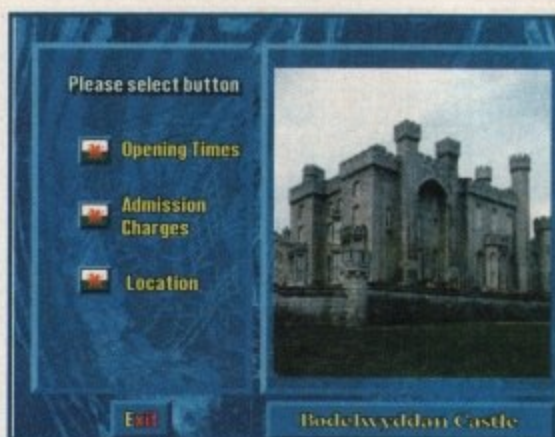 Please select button
Opening Times
Admission
Charges
Location
Exit
Bodelwyddan Castle